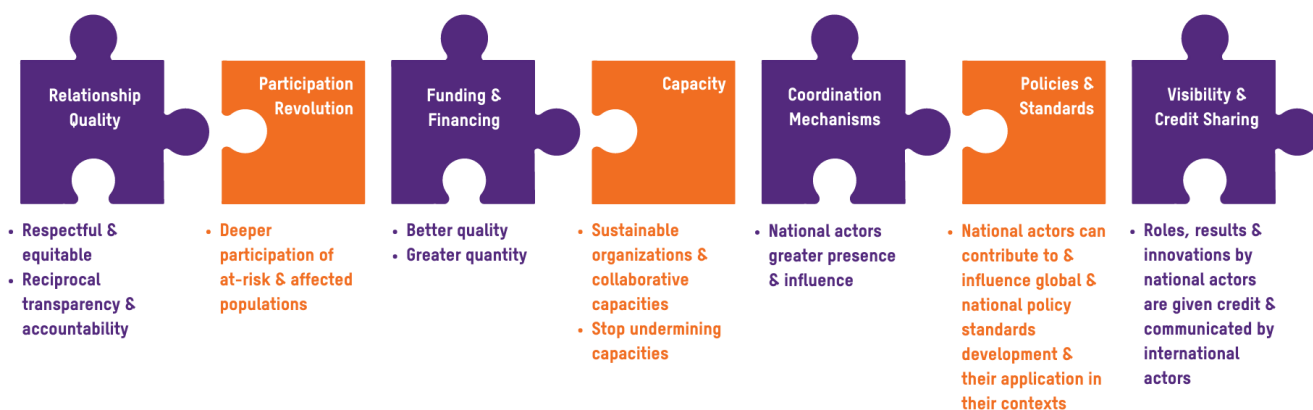 Relationship
Quality
Participation
Revolution
Funding &
Financing
Capacity
Coordination
Mechanisms
Policies &
Standards
Visibility &
Credit Sharing
• Respectful &
equitable
• Reciprocal
transparency &
accountability
• Deeper
participation of
at-risk & affected
populations
• Better quality
• Greater quantity
• Sustainable
organizations &
collaborative
capacities
• Stop undermining
capacities
• National actors
greater presence
& influence
• National actors can
contribute to &
influence global &
national policy
standards
development &
their application in
their contexts
• Roles, results &
innovations by
national actors
are given credit &
communicated by
international
actors